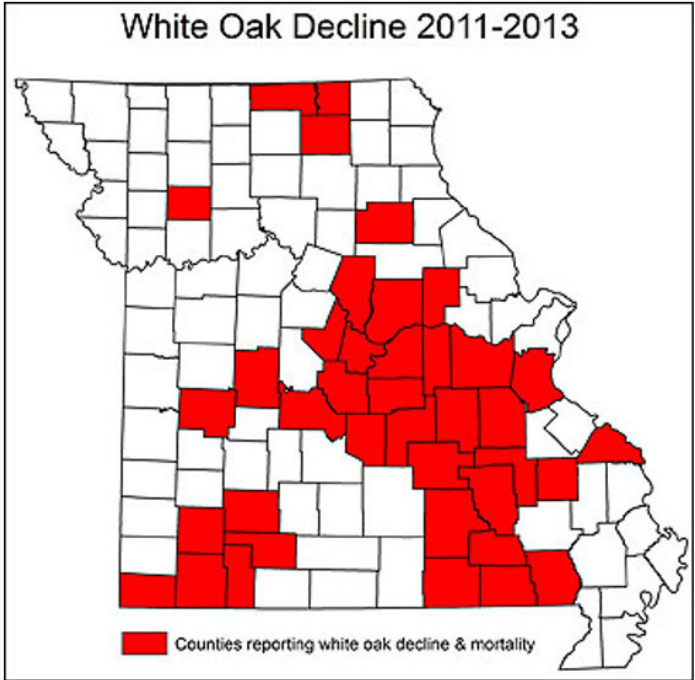 White Oak Decline 2011-2013
Counties reporting white oak decline & mortality